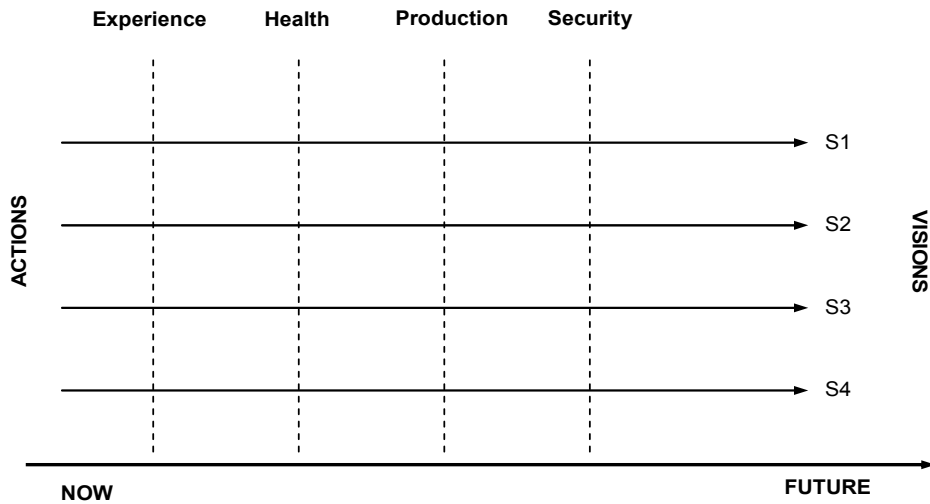 Experience Health Production Security
S1
ACTIONS
S2
VISIONS
S3
S4
NOW
FUTURE